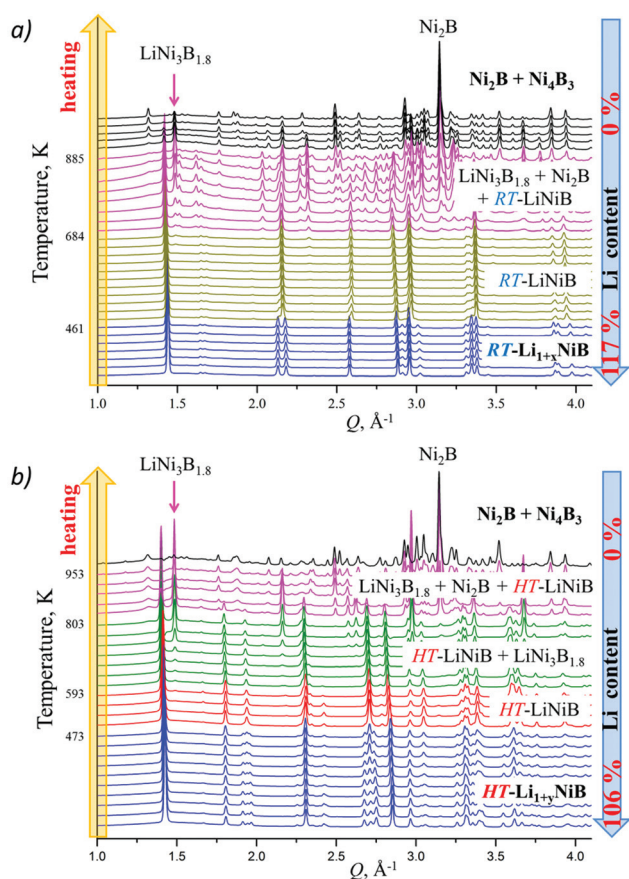 a)
heating
LiNi₃B₁.₈
Ni₂B
Ni₂B + Ni₄B₃
0 %
885
LiNi₃B₁.₈ + Ni₂B
+ RT-LiNiB
Temperature, K
684
Li content
RT-LiNiB
461
117 %
RT-Li₁₊ₓNiB
1.0 1.5 2.0 2.5 3.0 3.5 4.0
Q, Å⁻¹
b)
heating
LiNi₃B₁.₈
Ni₂B
Ni₂B + Ni₄B₃
0 %
953
LiNi₃B₁.₈ + Ni₂B + HT-LiNiB
Temperature, K
803
HT-LiNiB + LiNi₃B₁.₈
Li content
593
HT-LiNiB
473
106 %
HT-Li₁₊yNiB
1.0 1.5 2.0 2.5 3.0 3.5 4.0
Q, Å⁻¹